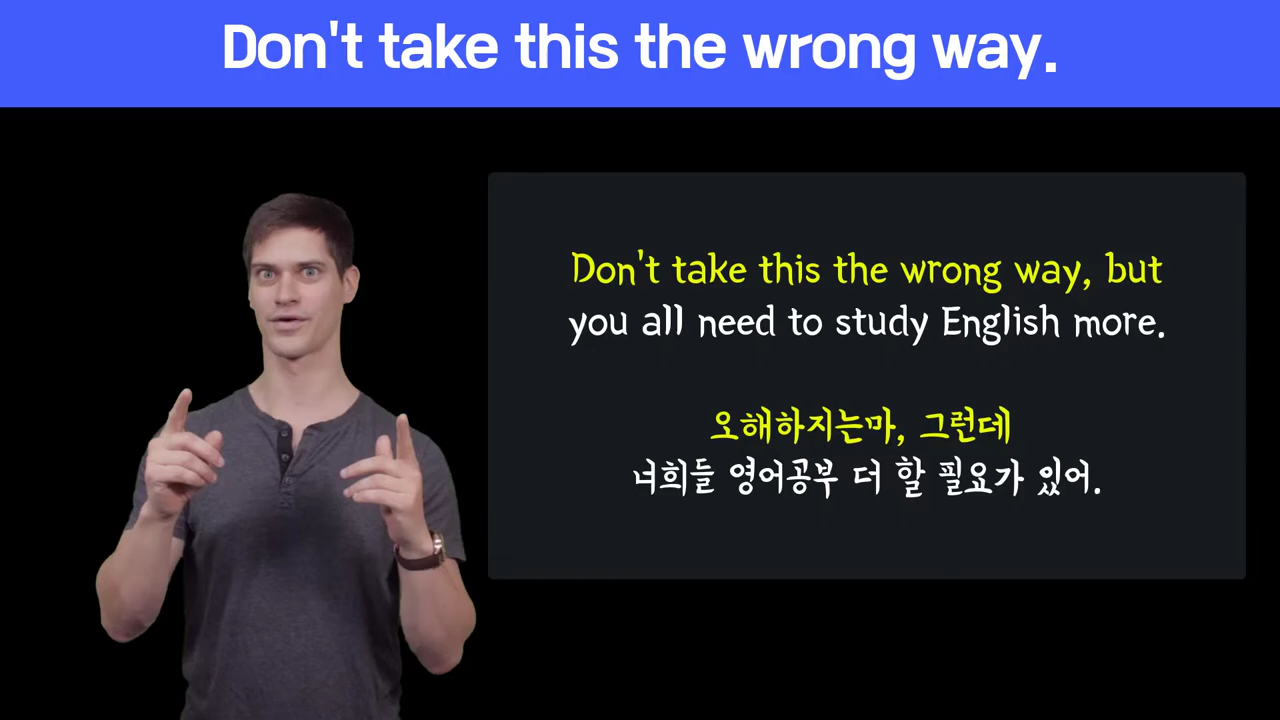 Don't take this the wrong way.
Don't take this the wrong way, but
you all need to study English more.
오해하지는마, 그런데
너희들 영어공부 더 할 필요가 있어.